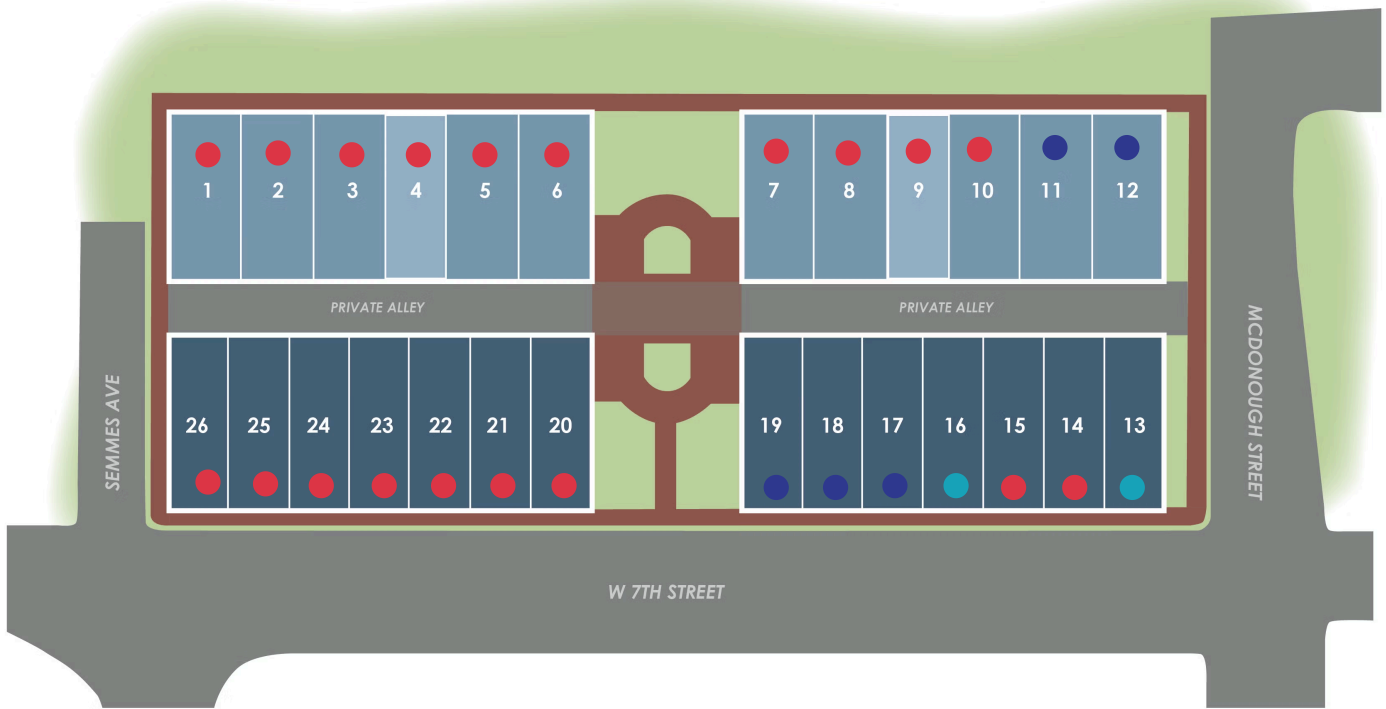 1 2 3 4 5 6 7 8 9 10 11 12
PRIVATE ALLEY PRIVATE ALLEY
SEMMES AVE
MCDONOUGH STREET
26 25 24 23 22 21 20 19 18 17 16 15 14 13
W 7TH STREET